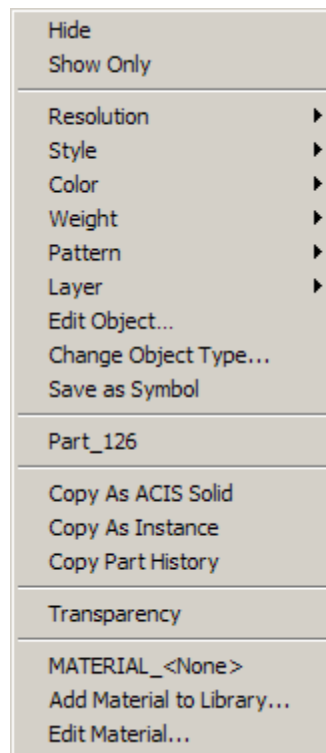 Hide
Show Only
Resolution
Style
Color
Weight
Pattern
Layer
Edit Object...
Change Object Type...
Save as Symbol
Part_126
Copy As ACIS Solid
Copy As Instance
Copy Part History
Transparency
MATERIAL_<None>
Add Material to Library...
Edit Material...